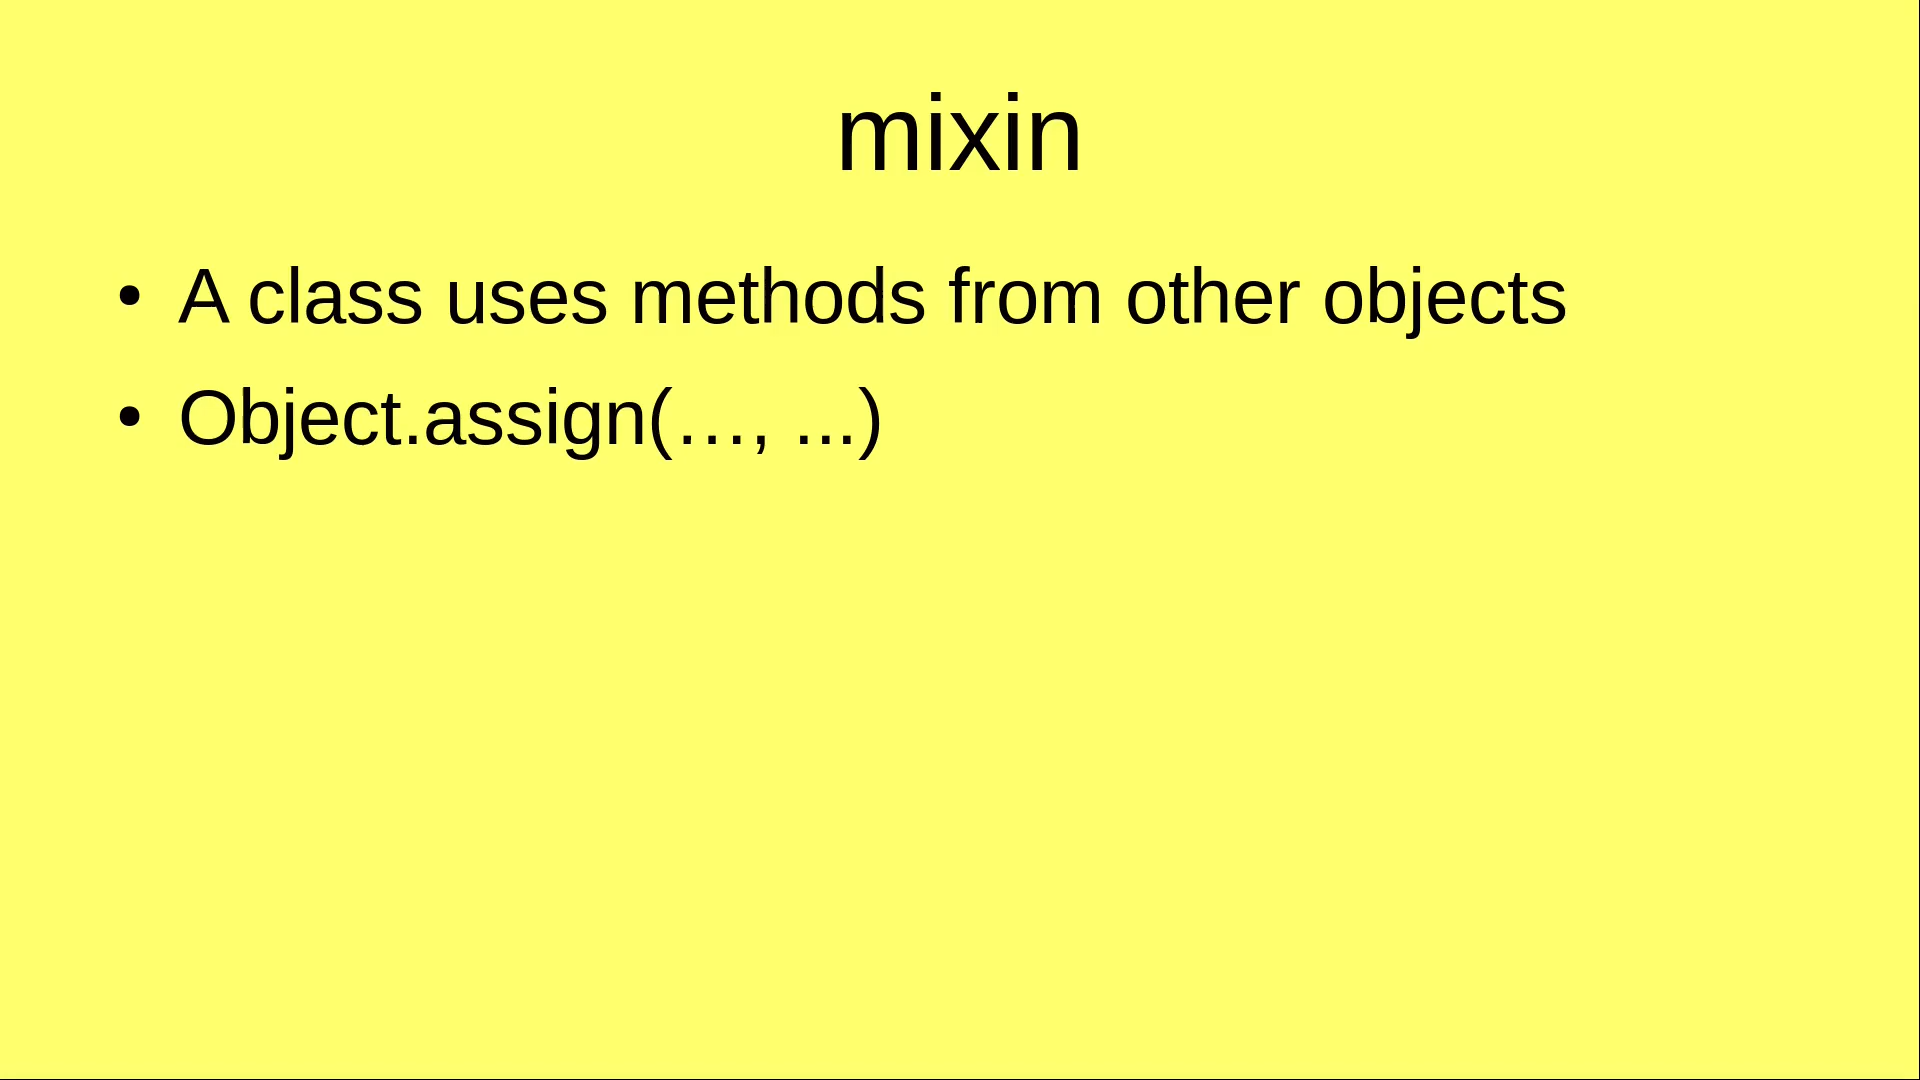 mixin
• A class uses methods from other objects
• Object.assign(…, ...)